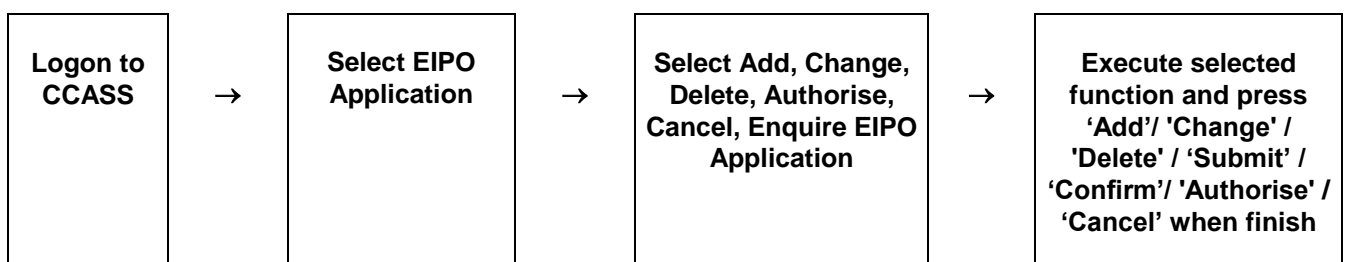 Logon to
CCASS
→
Select EIPO
Application
→
Select Add, Change,
Delete, Authorise,
Cancel, Enquire EIPO
Application
→
Execute selected
function and press
‘Add’/ 'Change' /
'Delete' / ‘Submit’ /
‘Confirm’/ 'Authorise' /
‘Cancel’ when finish